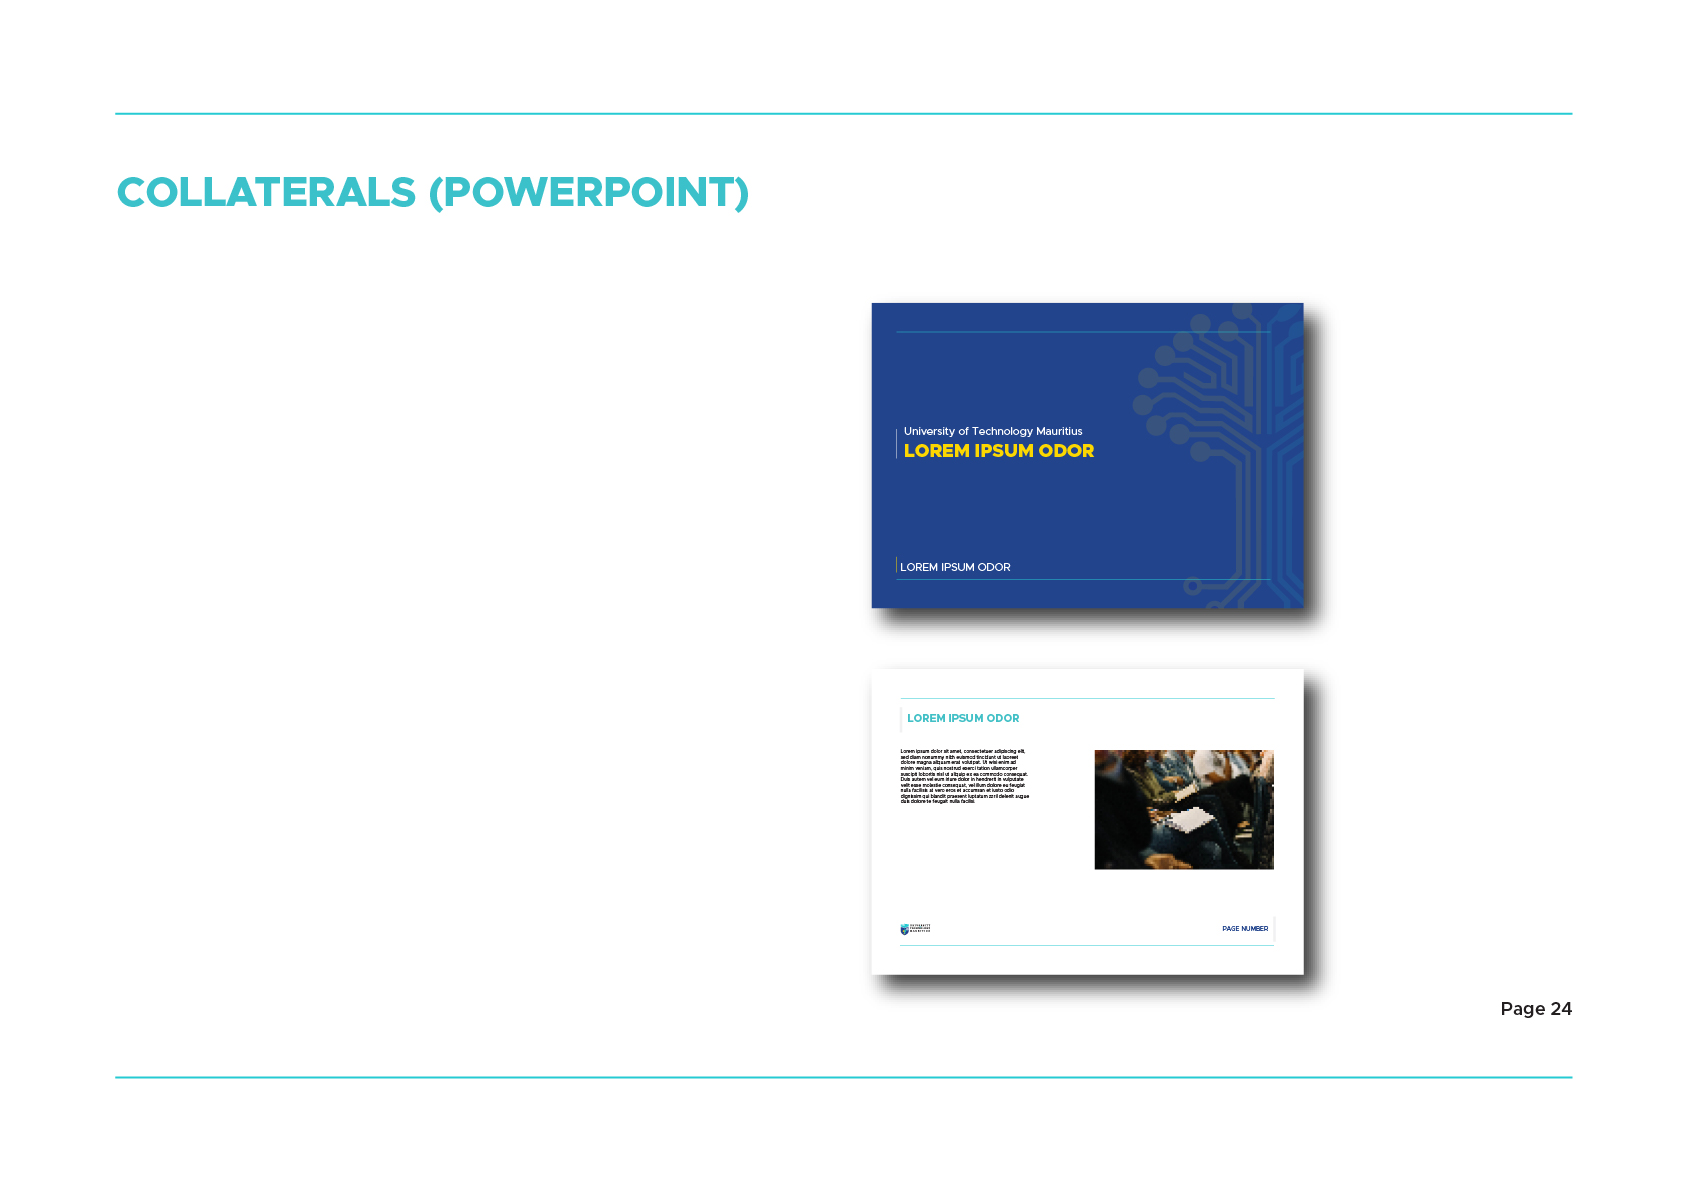 COLLATERALS (POWERPOINT)
University of Technology Mauritius
LOREM IPSUM ODOR
LOREM IPSUM ODOR
LOREM IPSUM ODOR
Lorem ipsum dolor sit amet, consectetuer adipiscing elit,
sed diam nonummy nibh euismod tincidunt ut laoreet
dolore magna aliquam erat volutpat. Ut wisi enim ad
minim veniam, quis nostrud exerci tation ullamcorper
suscipit lobortis nisl ut aliquip ex ea commodo consequat.
Duis autem vel eum iriure dolor in hendrerit in vulputate
velit esse molestie consequat, vel illum dolore eu feugiat
nulla facilisis at vero eros et accumsan et iusto odio
dignissim qui blandit praesent luptatum zzril delenit augue
duis dolore te feugait nulla facilisi.
UNIVERSITY
TECHNOLOGY
MAURITIUS
PAGE NUMBER
Page 24